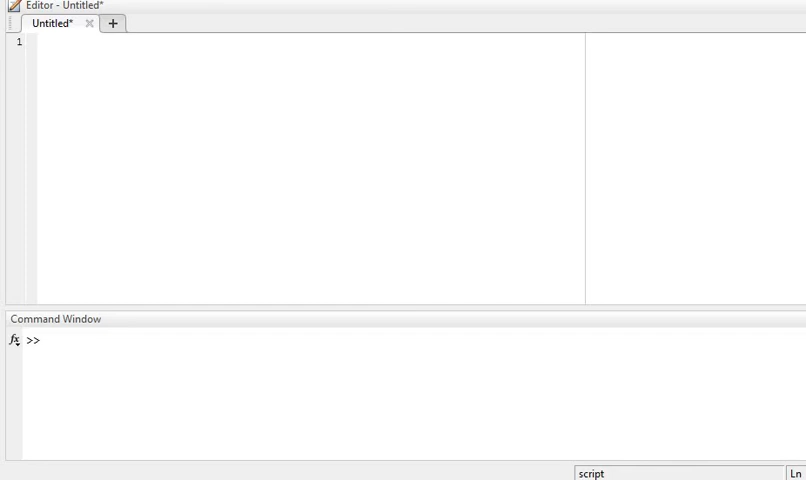 Editor - Untitled*
Untitled*
1
Command Window
fx >>
script
Ln